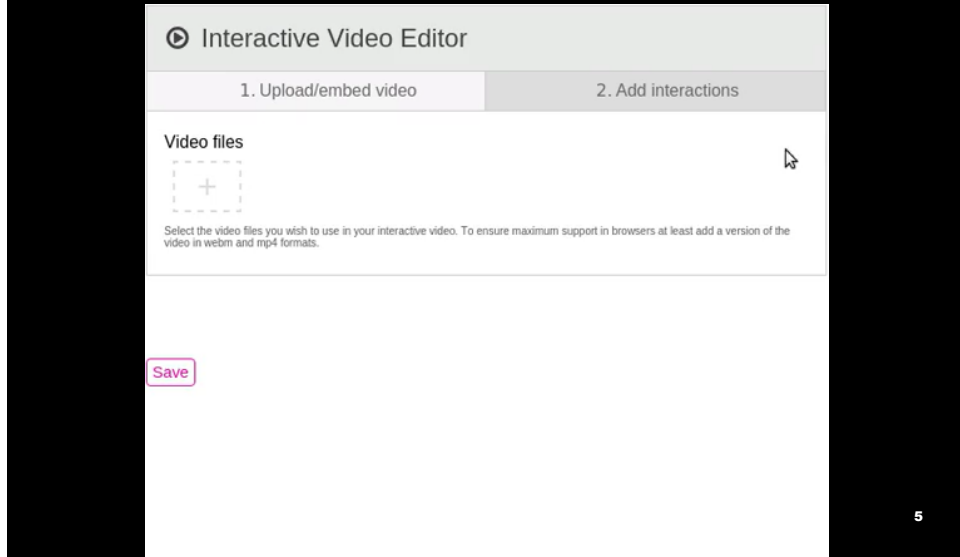 Interactive Video Editor
1. Upload/embed video
2. Add interactions
Video files
+
Select the video files you wish to use in your interactive video. To ensure maximum support in browsers at least add a version of the
video in webm and mp4 formats.
Save
5